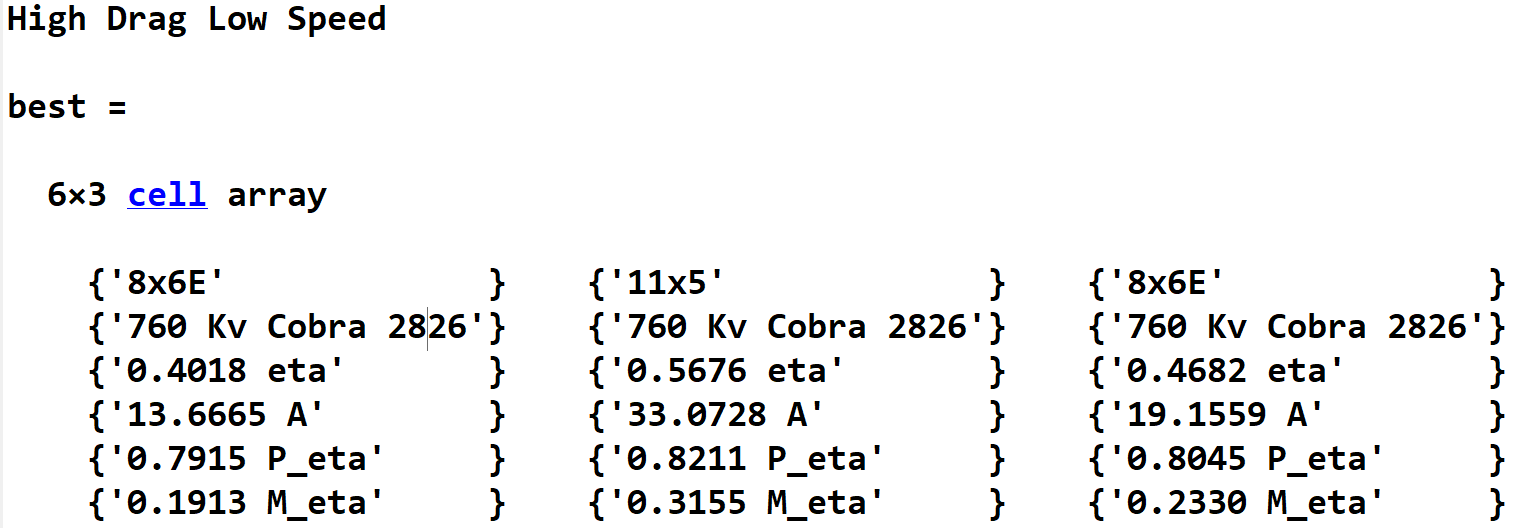 High Drag Low Speed
best =
6×3 cell array
{'8x6E' } {'11x5' } {'8x6E' }
{'760 Kv Cobra 2826'} {'760 Kv Cobra 2826'} {'760 Kv Cobra 2826'}
{'0.4018 eta' } {'0.5676 eta' } {'0.4682 eta' }
{'13.6665 A' } {'33.0728 A' } {'19.1559 A' }
{'0.7915 P_eta' } {'0.8211 P_eta' } {'0.8045 P_eta' }
{'0.1913 M_eta' } {'0.3155 M_eta' } {'0.2330 M_eta' }